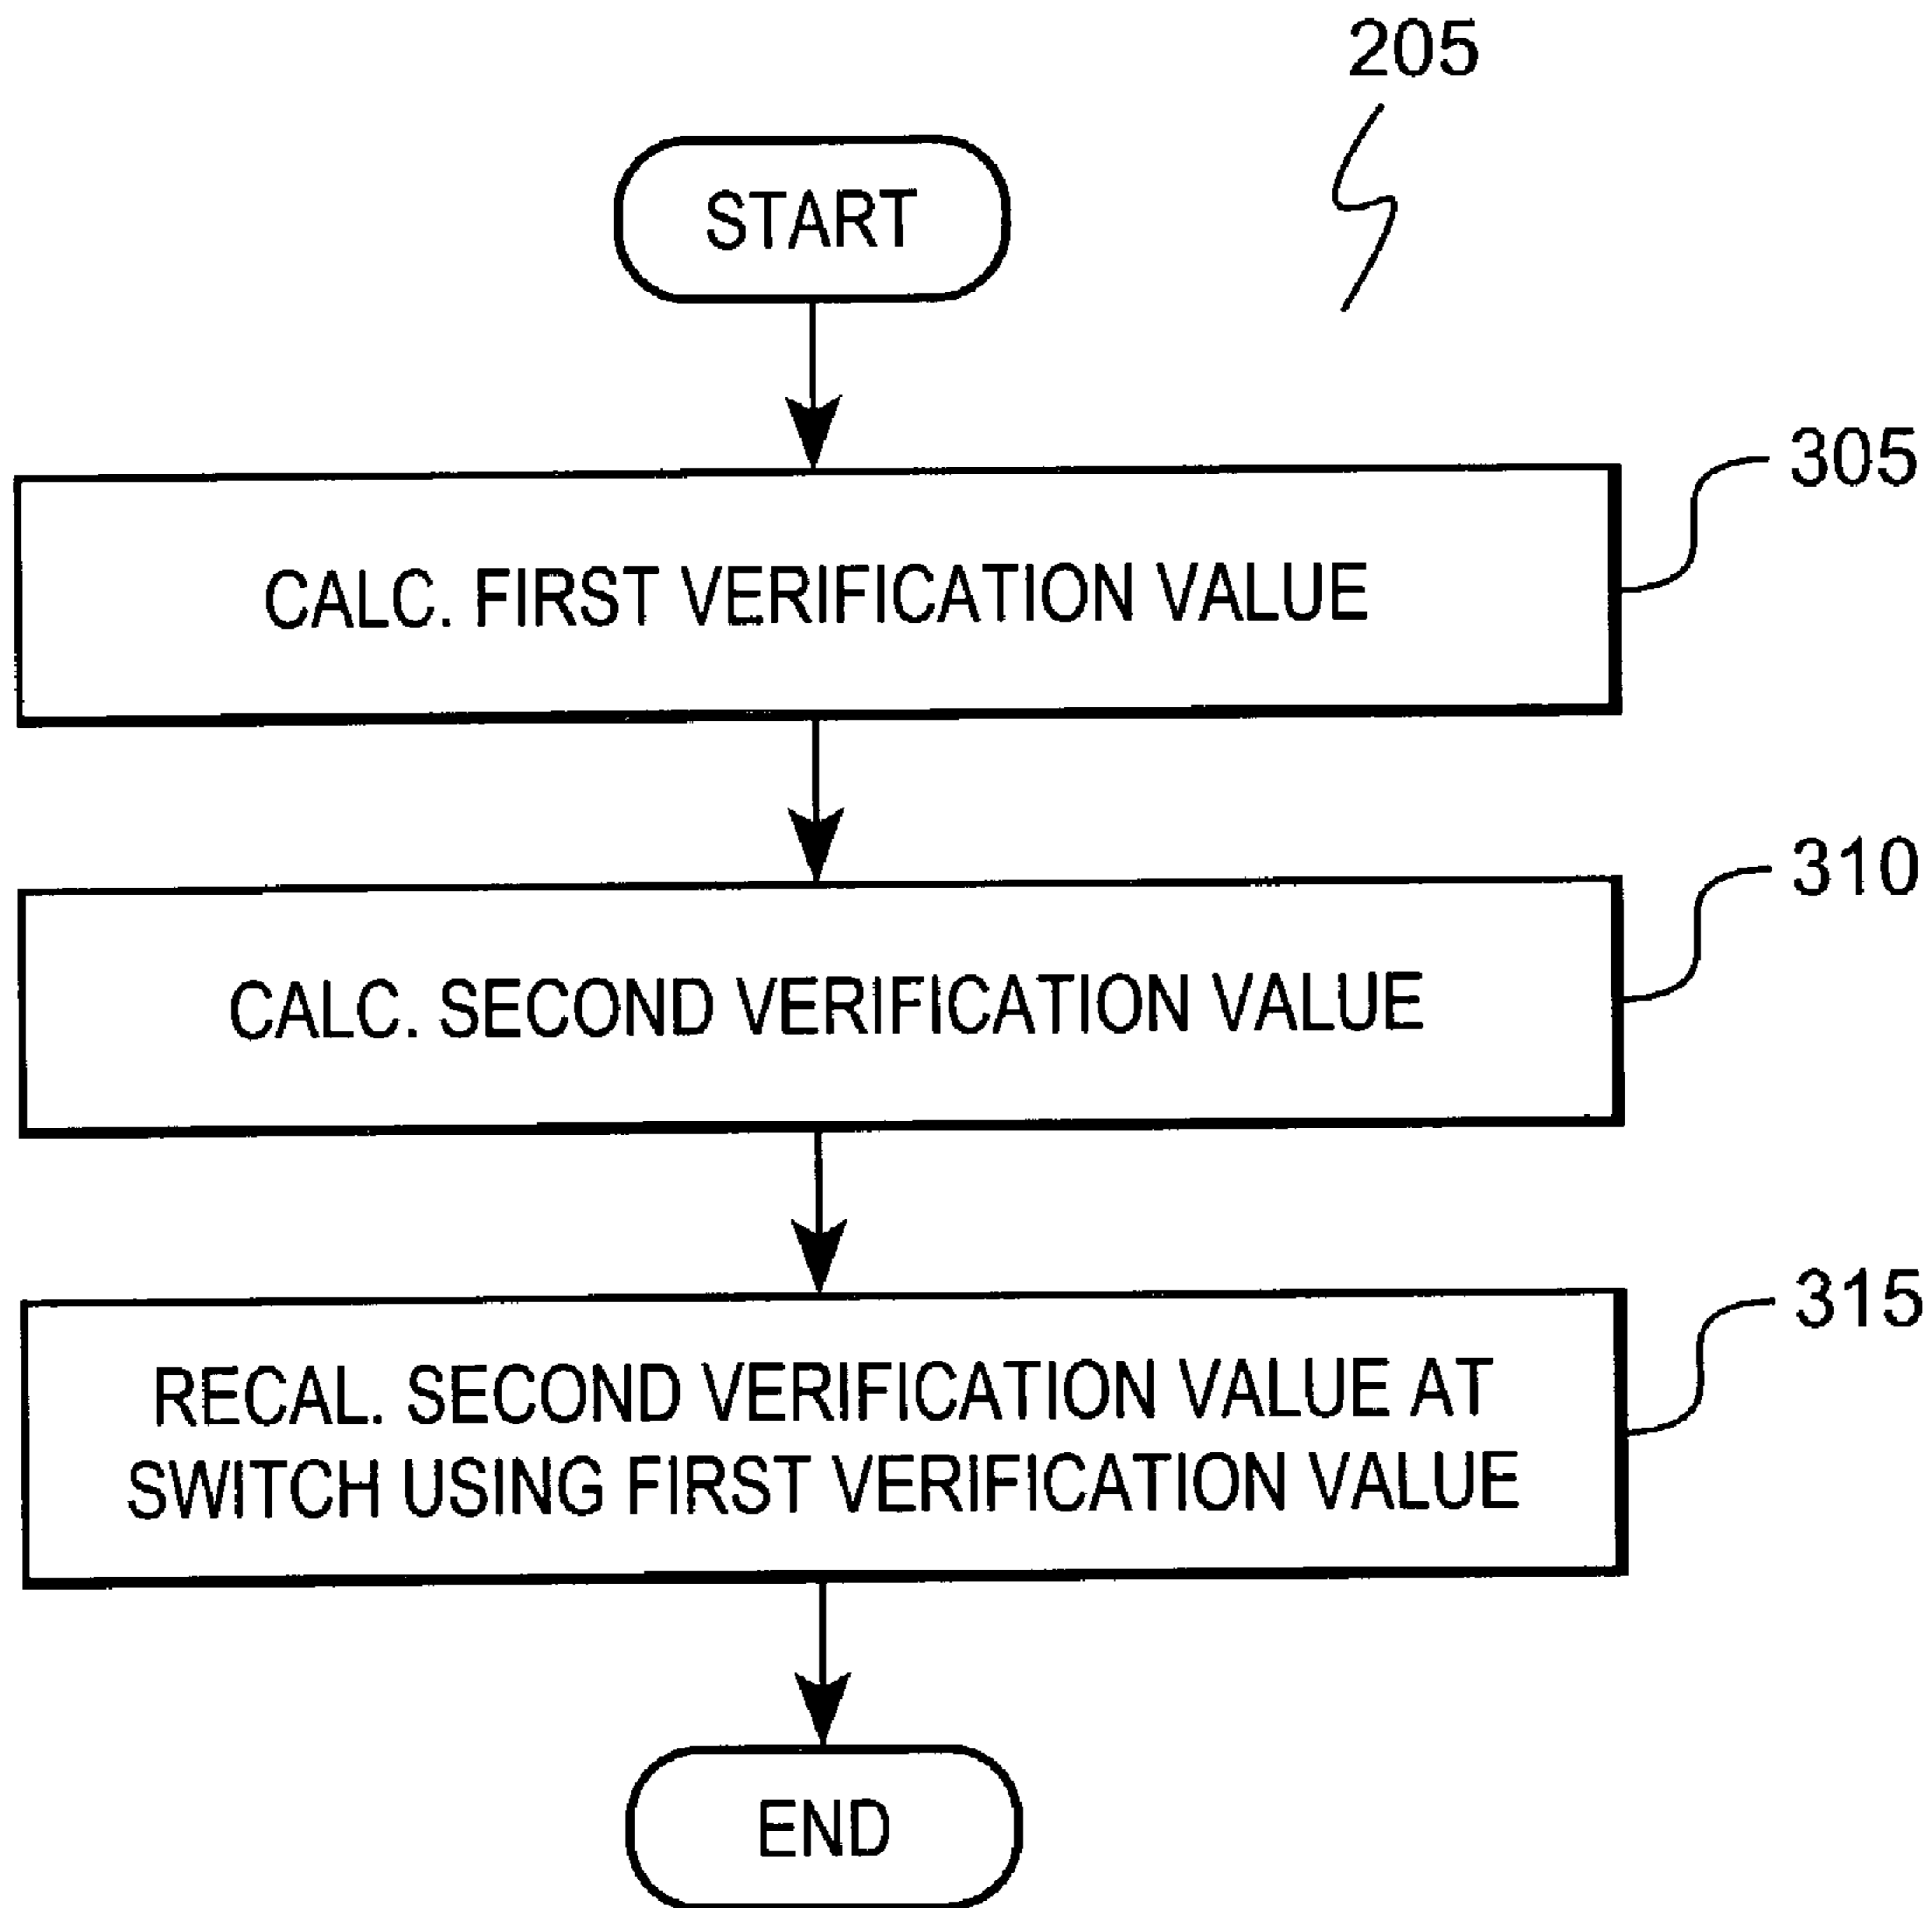 205
START
305
CALC. FIRST VERIFICATION VALUE
310
CALC. SECOND VERIFICATION VALUE
315
RECAL. SECOND VERIFICATION VALUE AT
SWITCH USING FIRST VERIFICATION VALUE
END